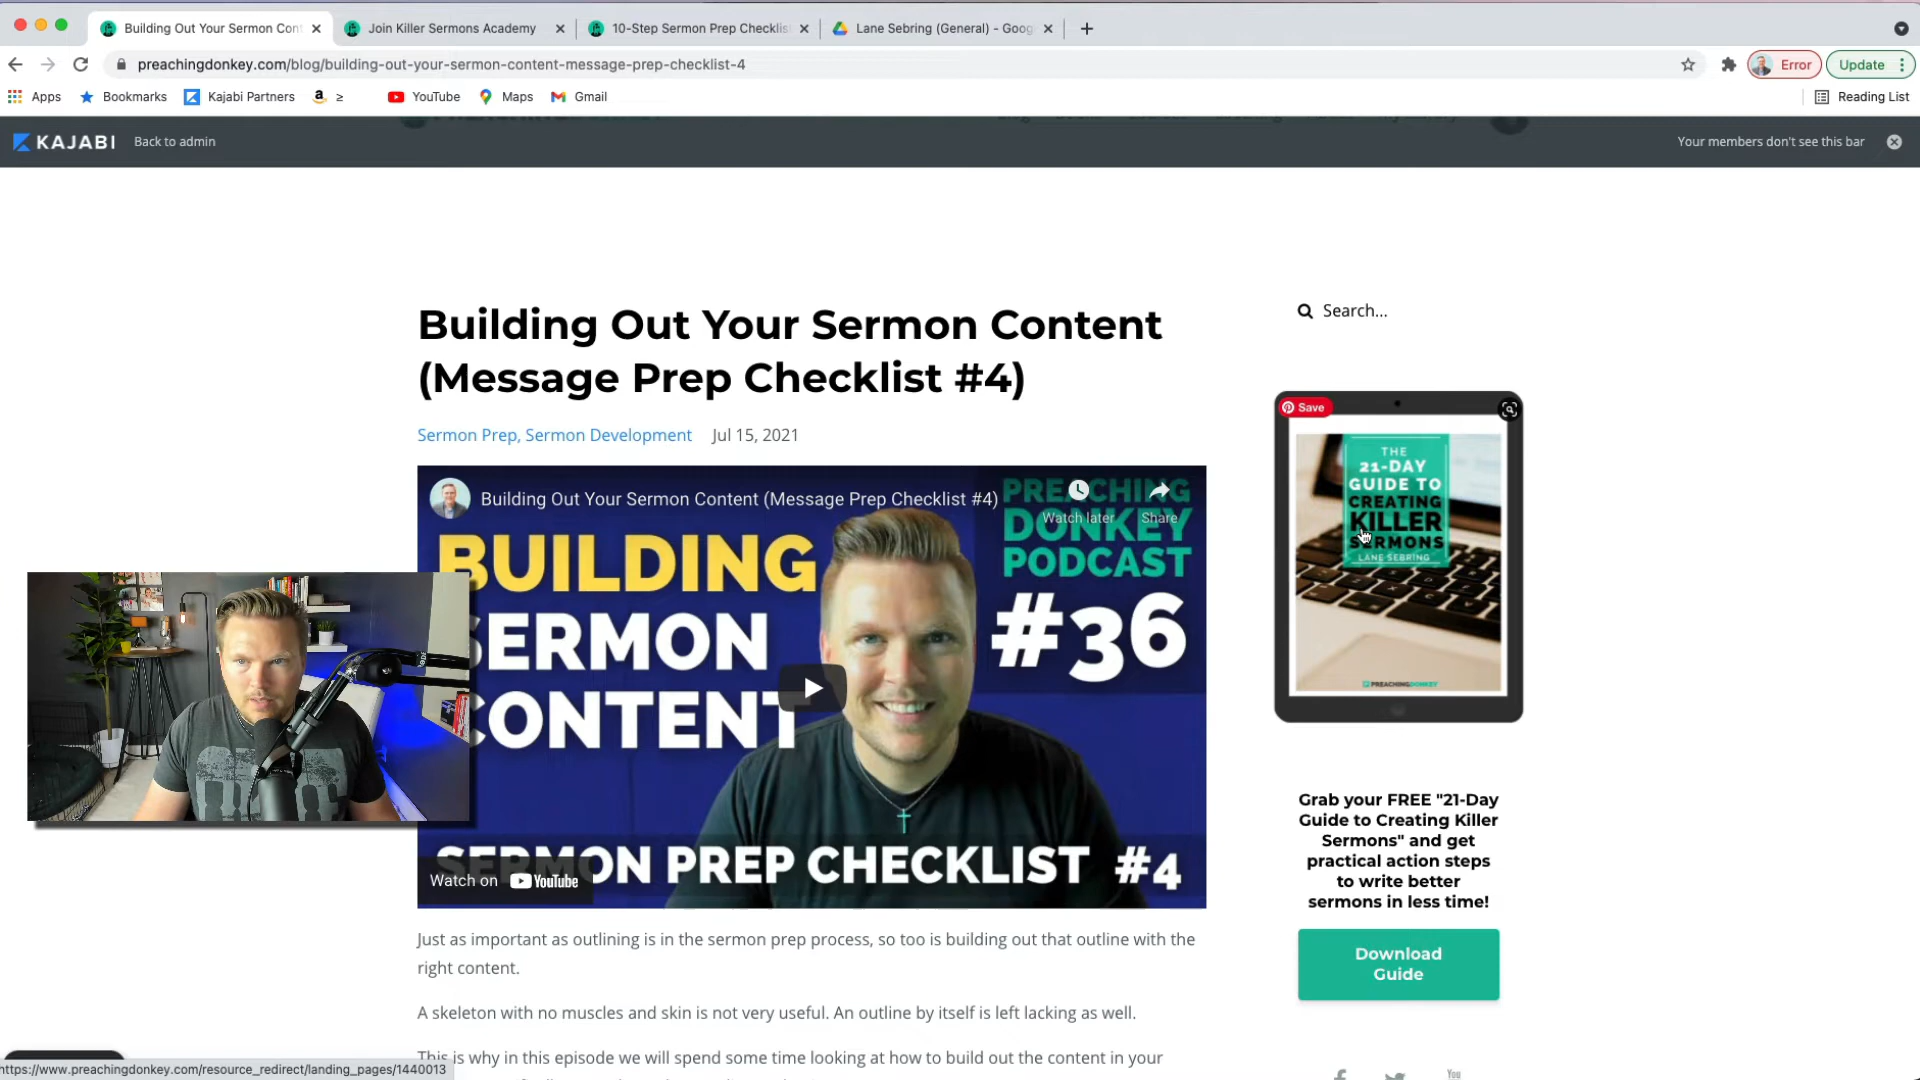 Building Out Your Sermon Con
Join Killer Sermons Academy
10-Step Sermon Prep Checklis
Lane Sebring (General) - Goog
preachingdonkey.com/blog/building-out-your-sermon-content-message-prep-checklist-4
Error
Update
Apps
Bookmarks
Kajabi Partners
≥
YouTube
Maps
Gmail
Reading List
KAJABI
Back to admin
Your members don't see this bar
Building Out Your Sermon Content
(Message Prep Checklist #4)
Sermon Prep, Sermon Development
Jul 15, 2021
Building Out Your Sermon Content (Message Prep Checklist #4)
Watch later
Share
PREACHING
DONKEY
PODCAST
#36
BUILDING
SERMON
CONTENT
SERMON PREP CHECKLIST #4
Watch on YouTube
Just as important as outlining is in the sermon prep process, so too is building out that outline with the
right content.
A skeleton with no muscles and skin is not very useful. An outline by itself is left lacking as well.
This is why in this episode we will spend some time looking at how to build out the content in your
Search...
Save
THE
21-DAY
GUIDE TO
CREATING
KILLER
SERMONS
LANE SEBRING
PREACHINGDONKEY
Grab your FREE "21-Day
Guide to Creating Killer
Sermons" and get
practical action steps
to write better
sermons in less time!
Download
Guide
You
https://www.preachingdonkey.com/resource_redirect/landing_pages/1440013